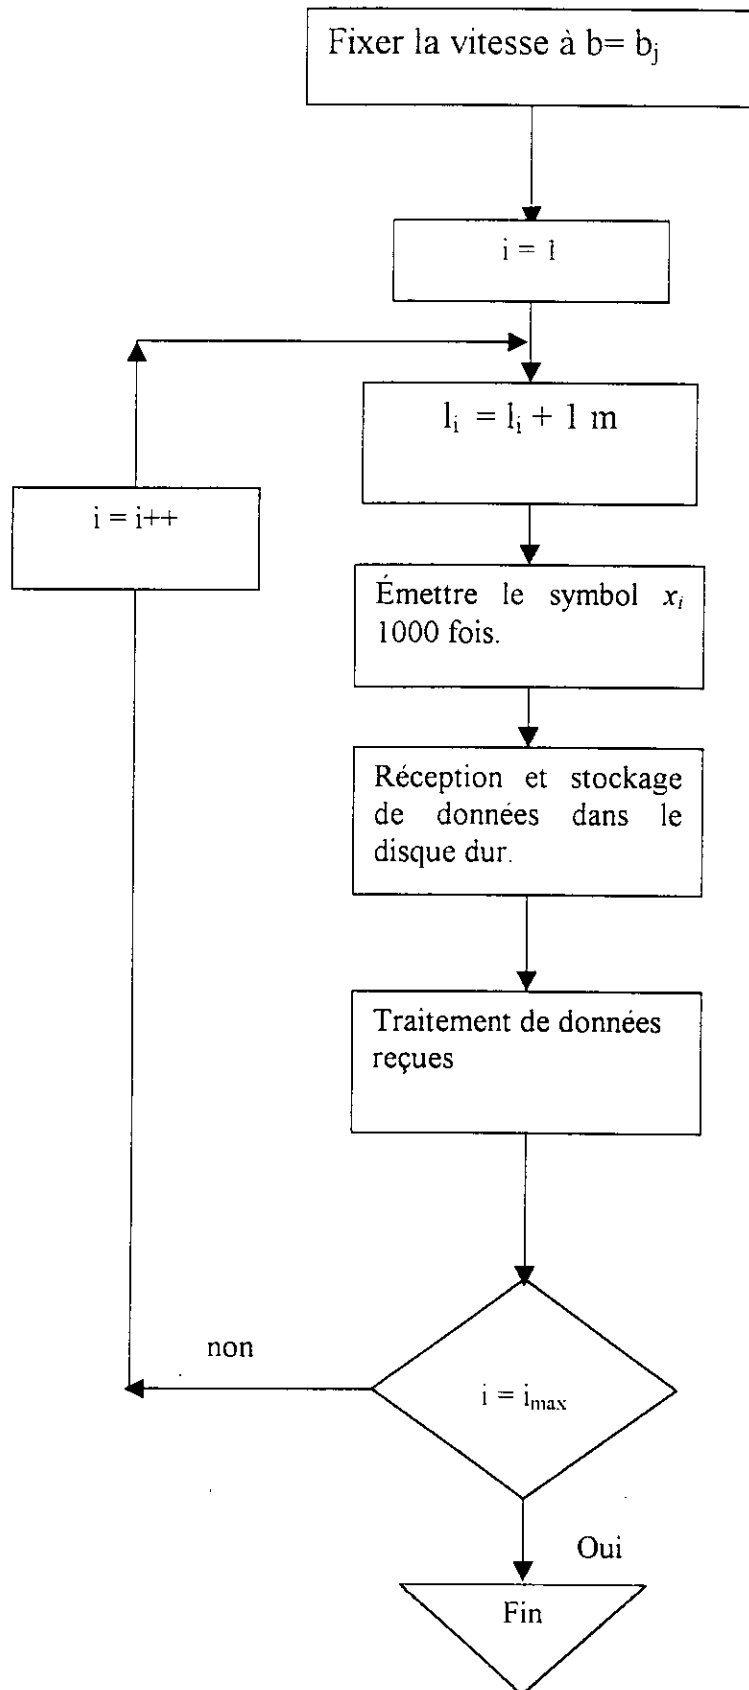 Fixer la vitesse à b= bj
i = 1
li = li + 1 m
i = i++
Émettre le symbol xi
1000 fois.
Réception et stockage
de données dans le
disque dur.
Traitement de données
reçues
non
i = imax
Oui
Fin